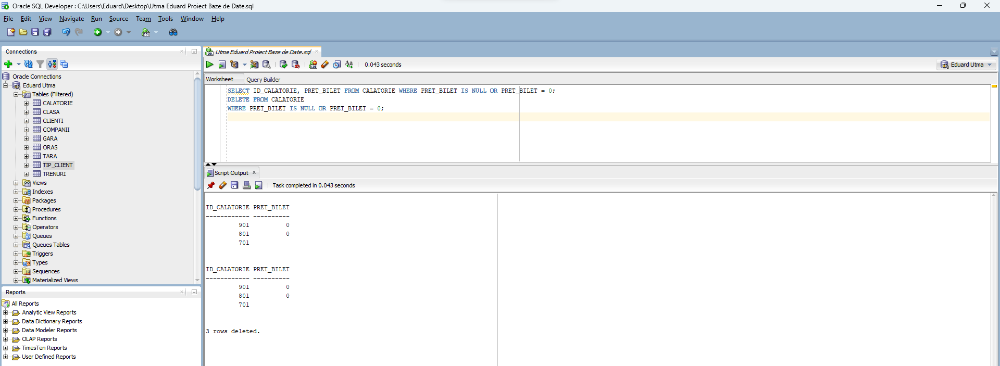 Oracle SQL Developer : C:\Users\Eduard\Desktop\Utma Eduard Proiect Baze de Date.sql
File Edit View Navigate Run Source Team Tools Window Help
Connections
Oracle Connections
Eduard Utma
Tables (Filtered)
CALATORIE
CLASA
CLIENTI
COMPANII
GARA
ORAS
TARA
TIP_CLIENT
TRENURI
Views
Indexes
Packages
Procedures
Functions
Operators
Queues
Queues Tables
Triggers
Types
Sequences
Materialized Views
Reports
All Reports
Analytic View Reports
Data Dictionary Reports
Data Modeler Reports
OLAP Reports
TimesTen Reports
User Defined Reports
Utma Eduard Proiect Baze de Date.sql
0.043 seconds
Eduard Utma
Worksheet Query Builder
SELECT ID_CALATORIE, PRET_BILET FROM CALATORIE WHERE PRET_BILET IS NULL OR PRET_BILET = 0;
DELETE FROM CALATORIE
WHERE PRET_BILET IS NULL OR PRET_BILET = 0;
Script Output
Task completed in 0.043 seconds
ID_CALATORIE PRET_BILET
------------ ----------
901 0
801 0
701
ID_CALATORIE PRET_BILET
------------ ----------
901 0
801 0
701
3 rows deleted.